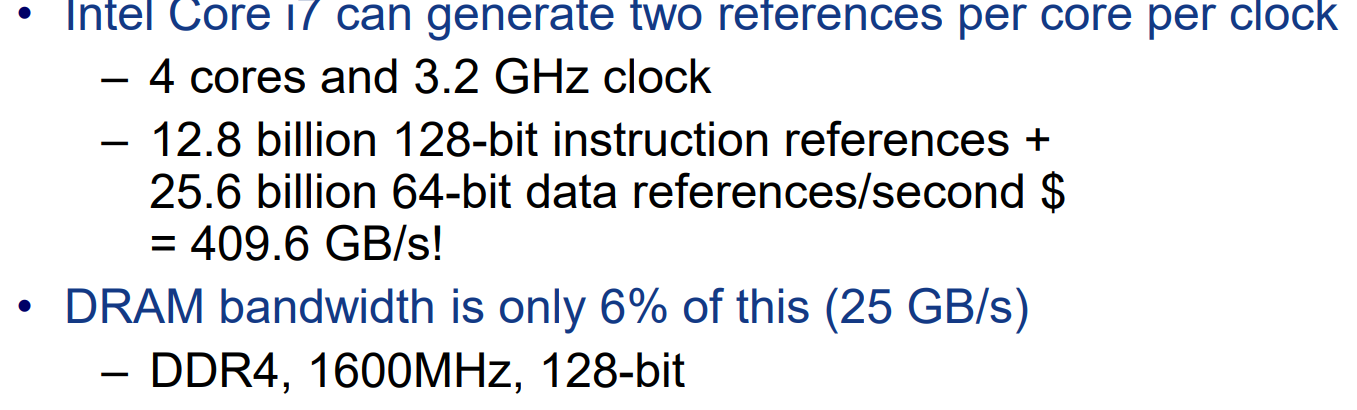 • Intel Core i7 can generate two references per core per clock
– 4 cores and 3.2 GHz clock
– 12.8 billion 128-bit instruction references +
25.6 billion 64-bit data references/second $
= 409.6 GB/s!
• DRAM bandwidth is only 6% of this (25 GB/s)
– DDR4, 1600MHz, 128-bit